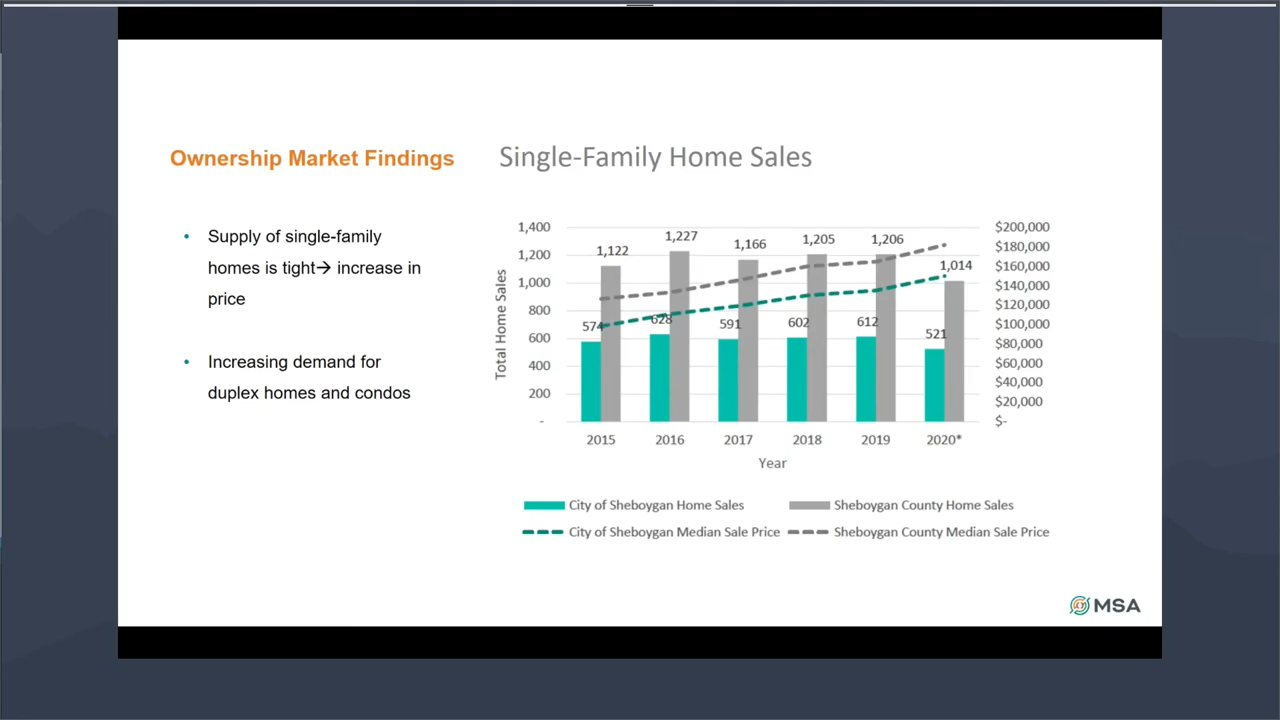 Ownership Market Findings
• Supply of single-family
homes is tight→ increase in
price
• Increasing demand for
duplex homes and condos
Single-Family Home Sales
1,400
1,200
1,000
800
600
400
200
-
Total Home Sales
$200,000
$180,000
$160,000
$140,000
$120,000
$100,000
$80,000
$60,000
$40,000
$20,000
$-
1,122
1,227
1,166
1,205
1,206
1,014
574
628
591
602
612
521
2015 2016 2017 2018 2019 2020*
Year
City of Sheboygan Home Sales Sheboygan County Home Sales
City of Sheboygan Median Sale Price Sheboygan County Median Sale Price
MSA